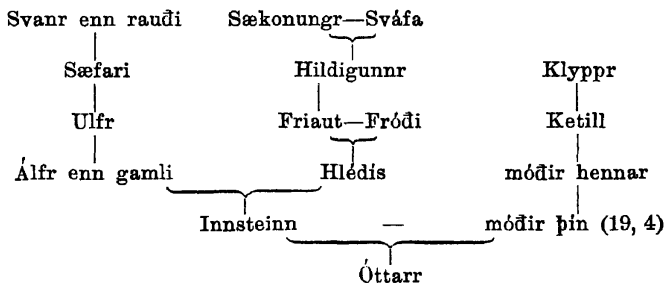 Svanr enn rauði Sækonungr—Sváfa
Sæfari Hildigunnr Klyppr
Ulfr Friaut—Fróði Ketill
Álfr enn gamli Hlédís móðir hennar
Innsteinn — móðir þín (19, 4)
Óttarr